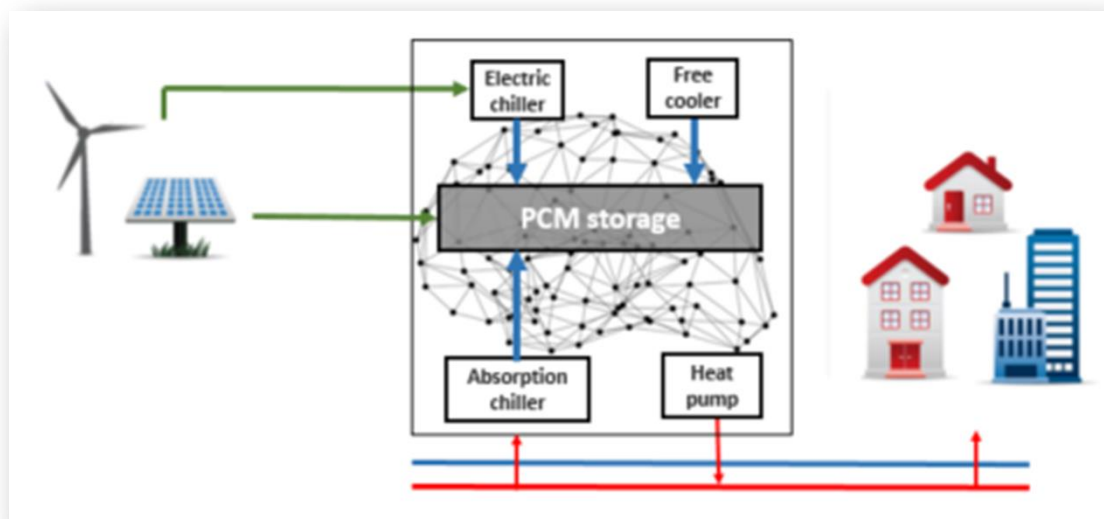 Electric
chiller
Free
cooler
PCM storage
Absorption
chiller
Heat
pump